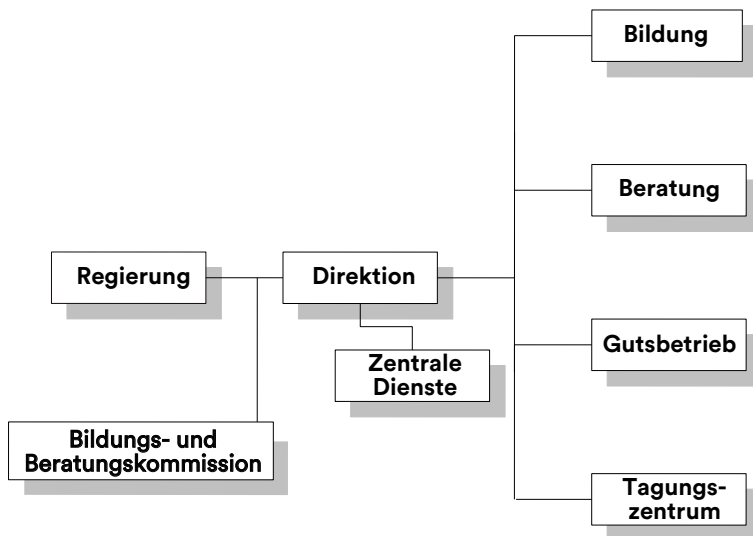 Bildung
Beratung
Regierung
Direktion
Zentrale
Dienste
Gutsbetrieb
Bildungs- und
Beratungskommission
Tagungs-
zentrum